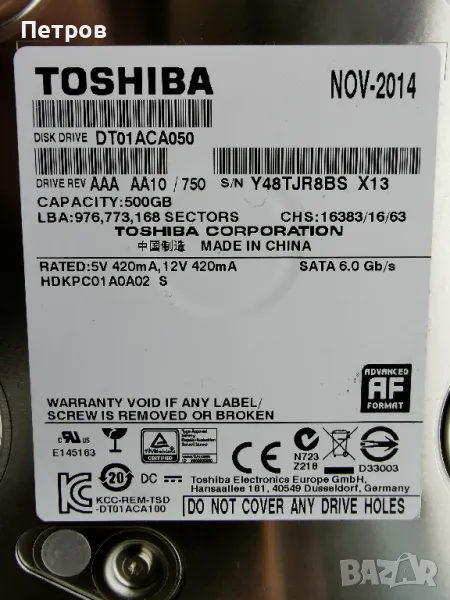 Петров
TOSHIBA
NOV-2014
DISK DRIVE DT01ACA050
DRIVE REV AAA AA10 / 750 S/N Y48TJR8BS X13
CAPACITY:500GB
LBA:976,773,168 SECTORS CHS:16383/16/63
TOSHIBA CORPORATION
中国制造 MADE IN CHINA
RATED:5V 420mA,12V 420mA SATA 6.0 Gb/s
HDKPC01A0A02 S
ADVANCED
AF
FORMAT
WARRANTY VOID IF ANY LABEL/
SCREW IS REMOVED OR BROKEN
E145163
N723
Z218
D33003
20
DC
Toshiba Electronics Europe GmbH,
Hansaallee 181, 40549 Dusseldorf, Germany
KCC-REM-TSD
-DT01ACA100
DO NOT COVER ANY DRIVE HOLES
BAZAR.BG